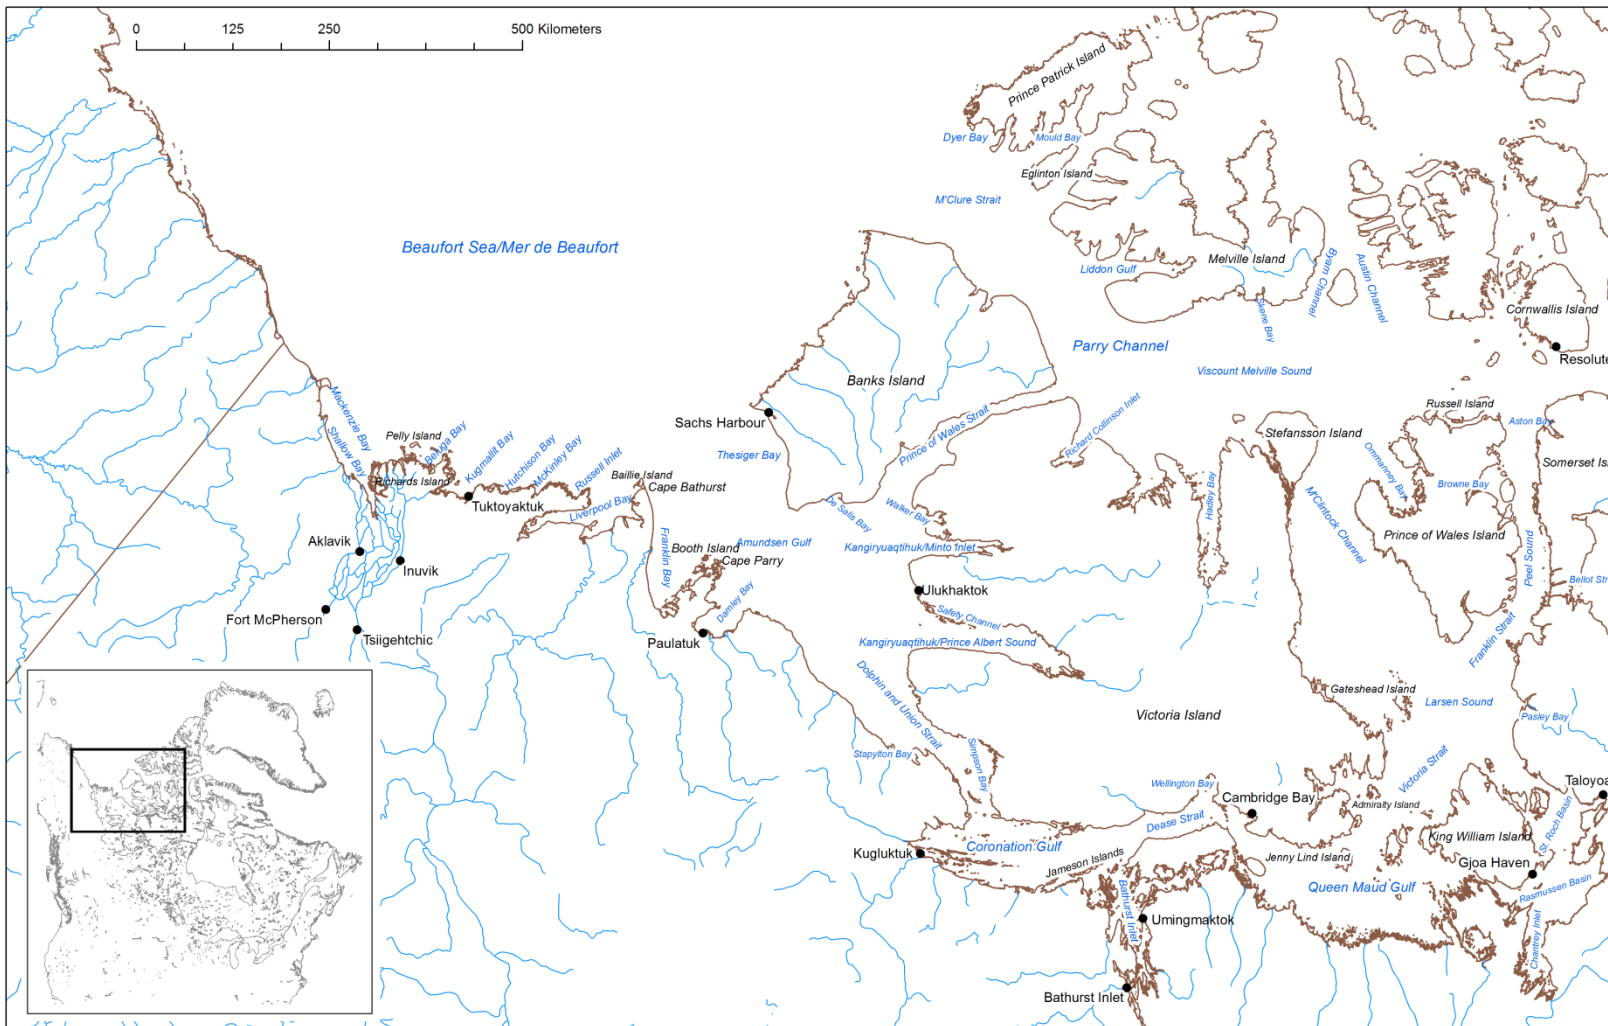 0 125 250 500 Kilometers
Prince Patrick Island
Dyer Bay
Mould Bay
Eglinton Island
M'Clure Strait
Beaufort Sea/Mer de Beaufort
Liddon Gulf
Melville Island
Byam Channel
Austin Channel
Skene Bay
Cornwallis Island
Resolute
Parry Channel
Viscount Melville Sound
Banks Island
Sachs Harbour
Prince of Wales Strait
Richard Collinson Inlet
Russell Island
Aston Bay
Stefansson Island
Somerset Isl
Mackenzie Bay
Shallow Bay
Pelly Island
Beluga Bay
Richards Island
Kugmallit Bay
Hutchison Bay
McKinley Bay
Russell Inlet
Tuktoyaktuk
Liverpool Bay
Baillie Island
Cape Bathurst
Thesiger Bay
De Salis Bay
Walker Bay
Hadley Bay
M'Clintock Channel
Ommanney Bay
Browne Bay
Prince of Wales Island
Peel Sound
Bellot Str
Aklavik
Inuvik
Fort McPherson
Tsiigehtchic
Franklin Bay
Booth Island
Amundsen Gulf
Cape Parry
Darnley Bay
Paulatuk
Kangiryuaqtihuk/Minto Inlet
Ulukhaktok
Safety Channel
Kangiryuaqtihuk/Prince Albert Sound
Franklin Strait
Gateshead Island
Larsen Sound
Pasley Bay
Victoria Island
Dolphin and Union Strait
Stapylton Bay
Simpson Bay
Victoria Strait
Wellington Bay
Cambridge Bay
Admiralty Island
Taloyoa
Dease Strait
King William Island
St. Roch Basin
Kugluktuk
Coronation Gulf
Jameson Islands
Jenny Lind Island
Gjoa Haven
Queen Maud Gulf
Rasmussen Basin
Bathurst Inlet
Umingmaktok
Chantrey Inlet
Bathurst Inlet